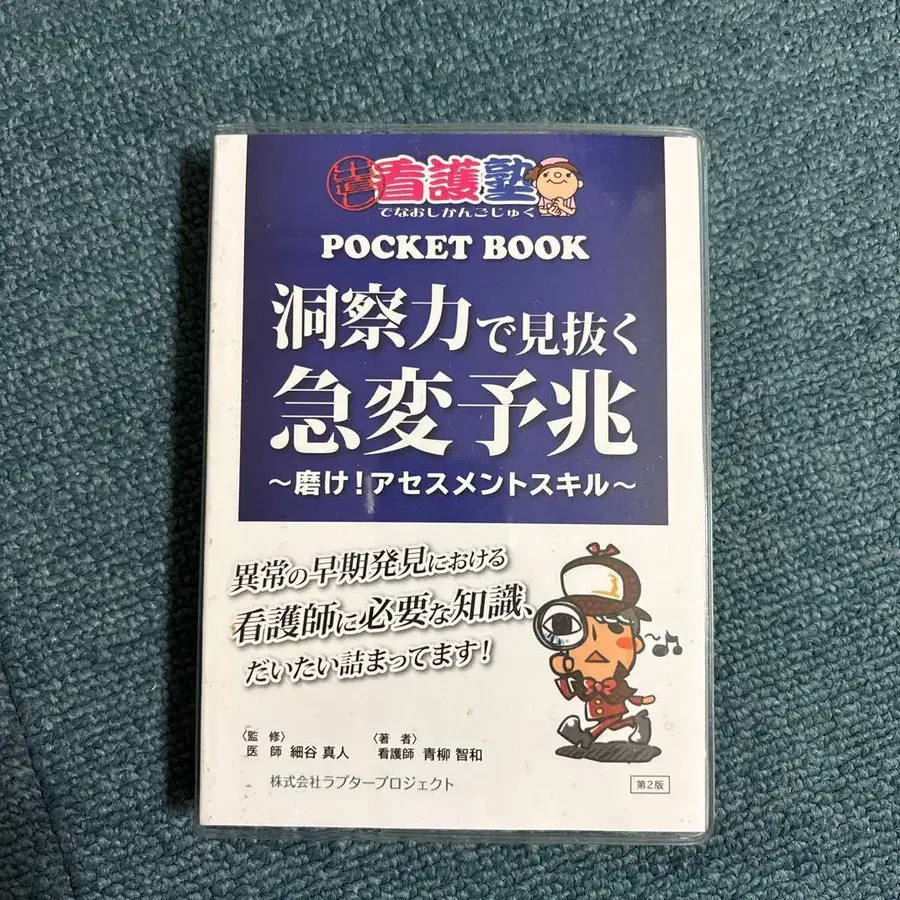 出直し看護塾
でなおしかんごじゅく
POCKET BOOK
洞察力で見抜く
急変予兆
～磨け！アセスメントスキル～
異常の早期発見における
看護師に必要な知識、
だいたい詰まってます！
〈監　修〉
医　師 細谷 真人
〈著　者〉
看護師 青柳 智和
株式会社ラプタープロジェクト
第2版